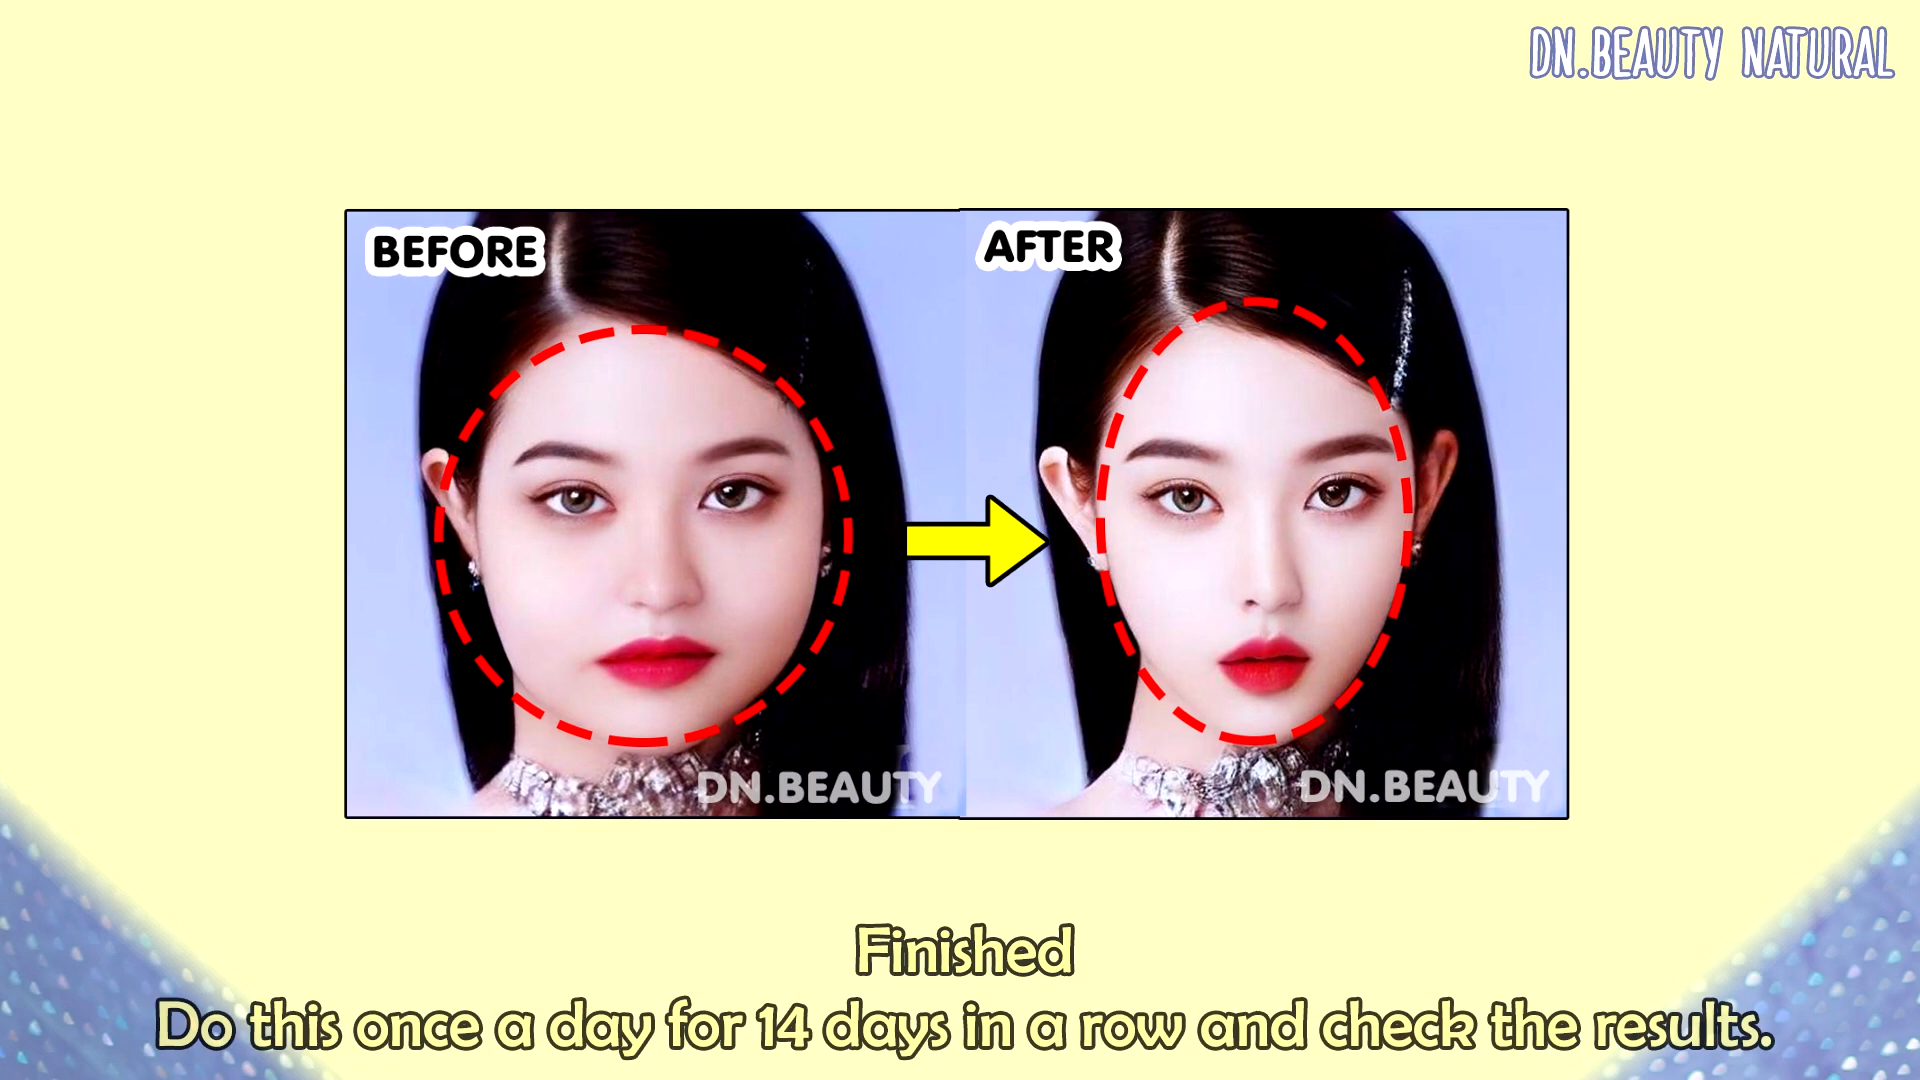 DN.BEAUTY NATURAL
BEFORE
AFTER
DN.BEAUTY
DN.BEAUTY
Finished
Do this once a day for 14 days in a row and check the results.